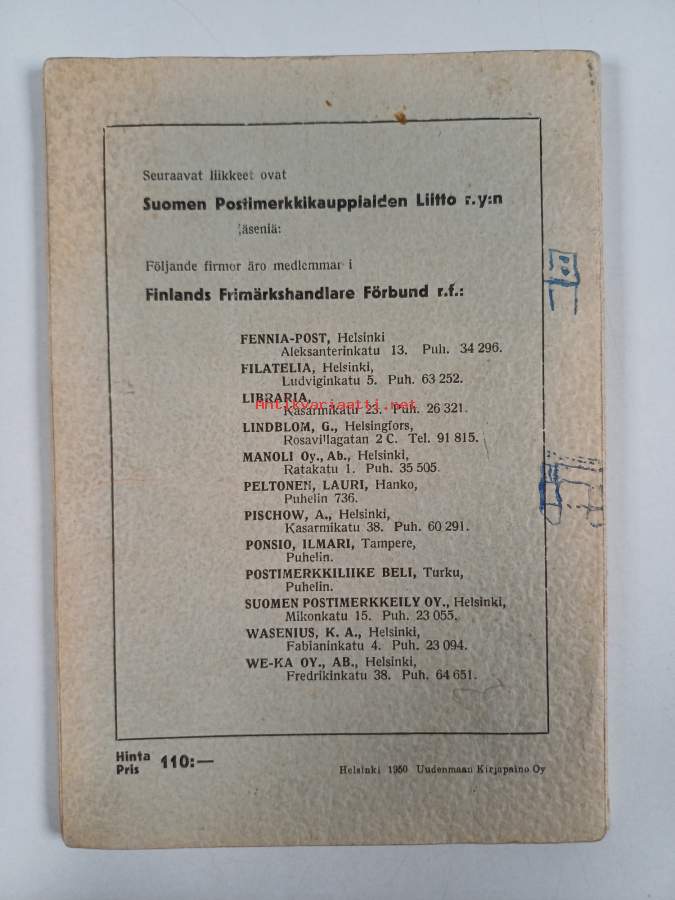 Seuraavat liikkeet ovat
Suomen Postimerkkikauppiaiden Liitto r.y:n
jäseniä:
Följande firmor äro medlemmar i
Finlands Frimärkshandlare Förbund r.f.:
FENNIA-POST, Helsinki
Aleksanterinkatu 13. Puh. 34 296.
FILATELIA, Helsinki,
Ludviginkatu 5. Puh. 63 252.
LIBRARIA,
Antikvariaatti.net
Kasarmikatu 23. Puh. 26 321.
LINDBLOM, G., Helsingfors,
Rosavillagatan 2 C. Tel. 91 815.
MANOLI Oy., Ab., Helsinki,
Ratakatu 1. Puh. 35 505.
PELTONEN, LAURI, Hanko,
Puhelin 736.
PISCHOW, A., Helsinki,
Kasarmikatu 38. Puh. 60 291.
PONSIO, ILMARI, Tampere,
Puhelin.
POSTIMERKKILIIKE BELI, Turku,
Puhelin.
SUOMEN POSTIMERKKEILY OY., Helsinki,
Mikonkatu 15. Puh. 23 055.
WASENIUS, K. A., Helsinki,
Fabianinkatu 4. Puh. 23 094.
WE-KA OY., AB., Helsinki,
Fredrikinkatu 38. Puh. 64 651.
Hinta
Pris 110:—
Helsinki 1950 Uudenmaan Kirjapaino Oy